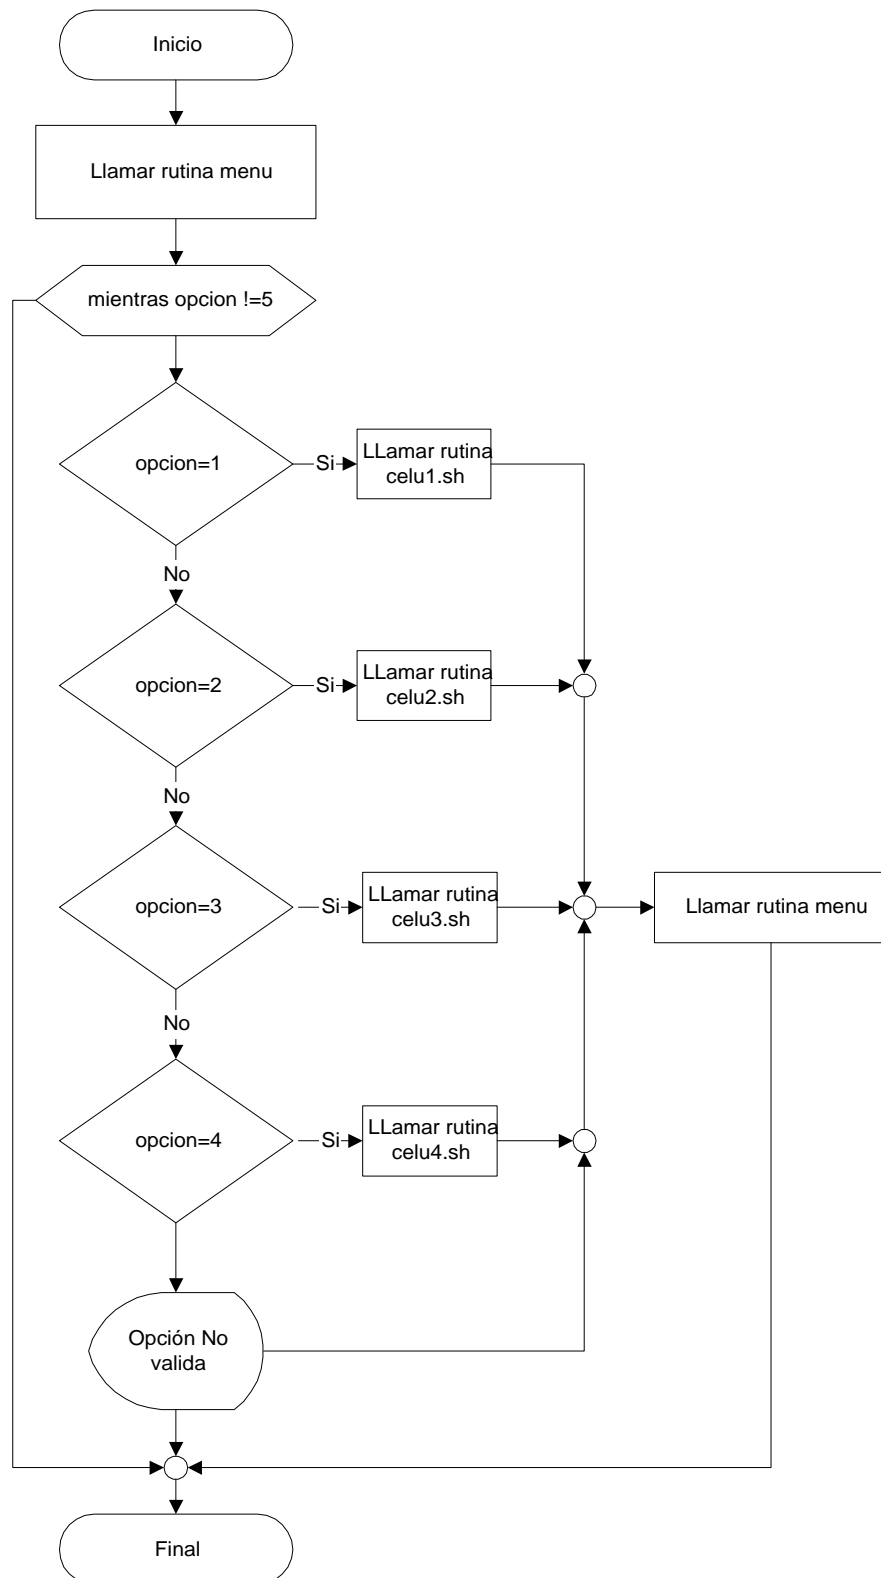 Inicio
Llamar rutina menu
mientras opcion !=5
opcion=1
Si
LLamar rutina
celu1.sh
No
opcion=2
Si
LLamar rutina
celu2.sh
No
opcion=3
Si
LLamar rutina
celu3.sh
Llamar rutina menu
No
opcion=4
Si
LLamar rutina
celu4.sh
Opción No
valida
Final